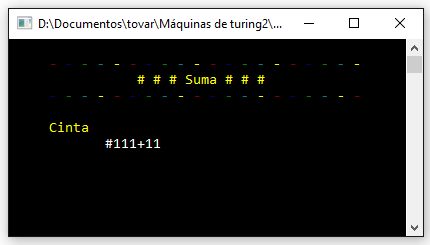 D:\Documentos\tovar\Máquinas de turing2\...
- - - - - - - - - - - - - - - - - - - -
# # # Suma # # #
- - - - - - - - - - - - - - - - - - - -
Cinta
#111+11